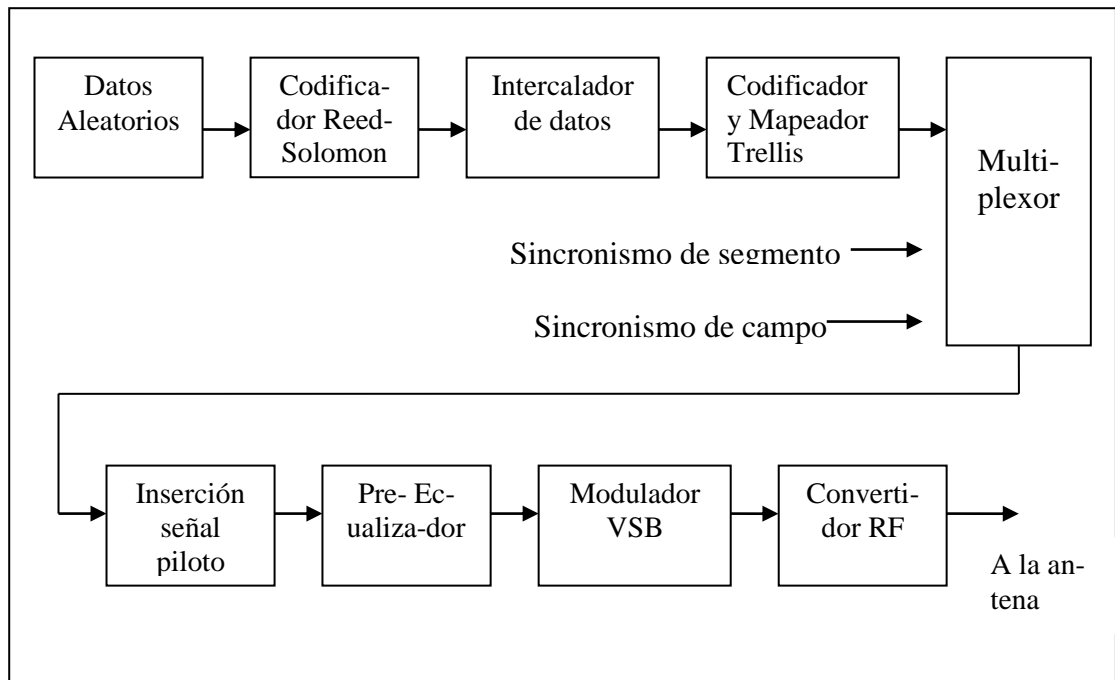 Datos
Aleatorios
Codifica-
dor Reed-
Solomon
Intercalador
de datos
Codificador
y Mapeador
Trellis
Multi-
plexor
Sincronismo de segmento
Sincronismo de campo
Inserción
señal
piloto
Pre- Ec-
ualiza-dor
Modulador
VSB
Converti-
dor RF
A la an-
tena